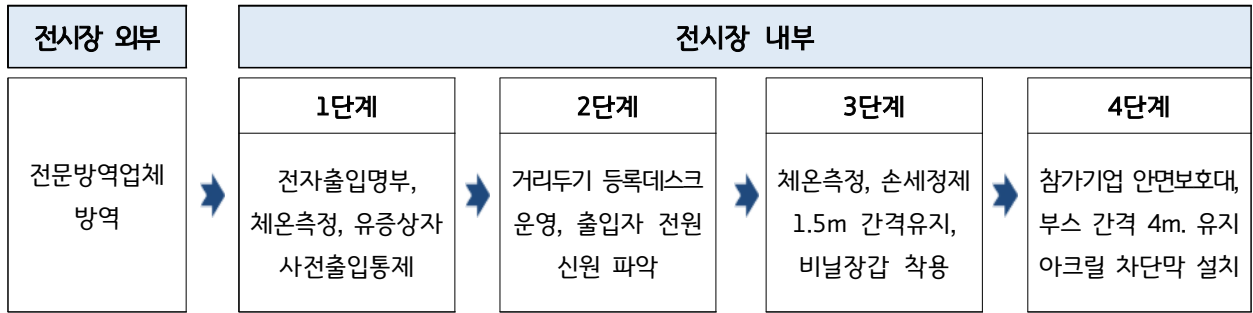 전시장 외부
전시장 내부
전문방역업체
방역
1단계
전자출입명부,
체온측정, 유증상자
사전출입통제
2단계
거리두기 등록데스크
운영, 출입자 전원
신원 파악
3단계
체온측정, 손세정제
1.5m 간격유지,
비닐장갑 착용
4단계
참가기업 안면보호대,
부스 간격 4m. 유지
아크릴 차단막 설치